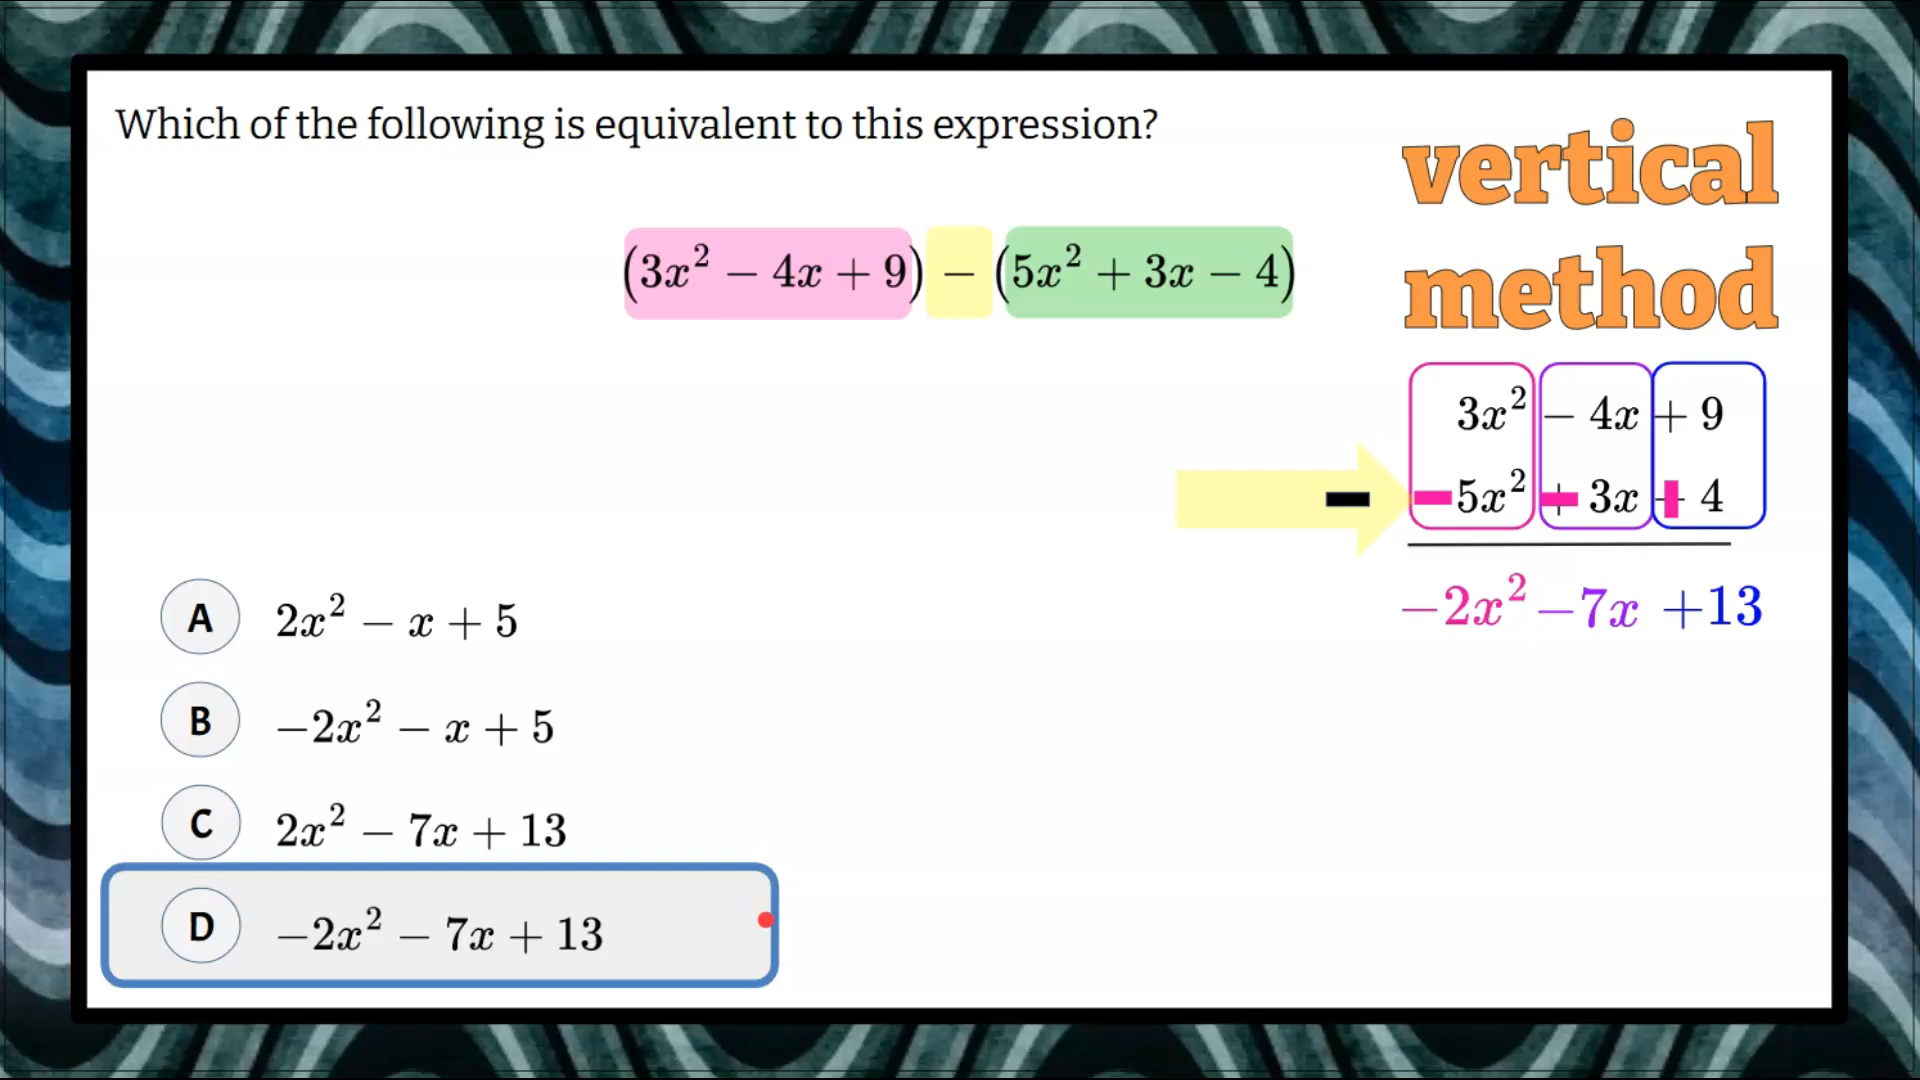 Which of the following is equivalent to this expression?
(3x² − 4x + 9) − (5x² + 3x − 4)
vertical
method
3x² − 4x + 9
− − 5x² + 3x + 4
−2x² −7x +13
A 2x² − x + 5
B −2x² − x + 5
C 2x² − 7x + 13
D −2x² − 7x + 13